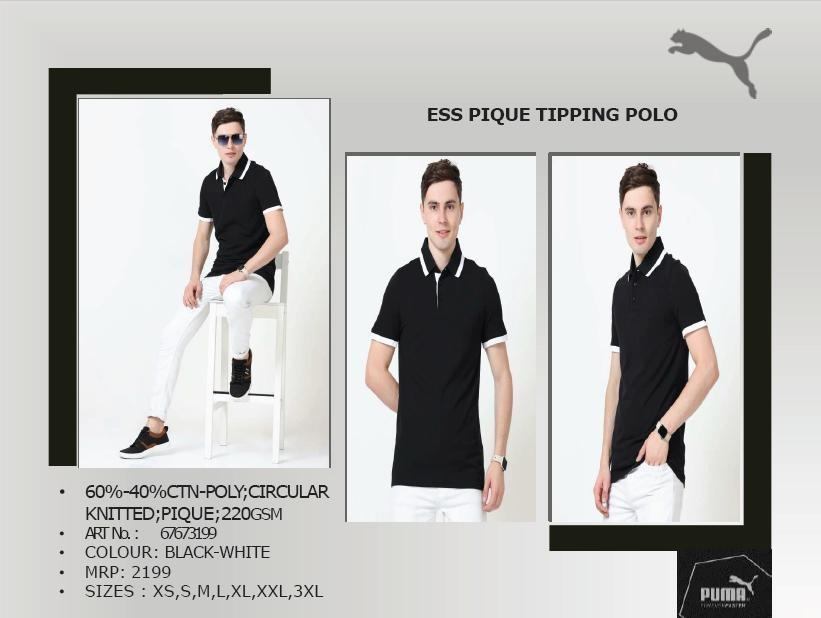 ESS PIQUE TIPPING POLO
• 60%-40%CTN-POLY;CIRCULAR
KNITTED;PIQUE;220GSM
• ART No. : 67673199
• COLOUR: BLACK-WHITE
• MRP: 2199
• SIZES : XS,S,M,L,XL,XXL,3XL
PUMA